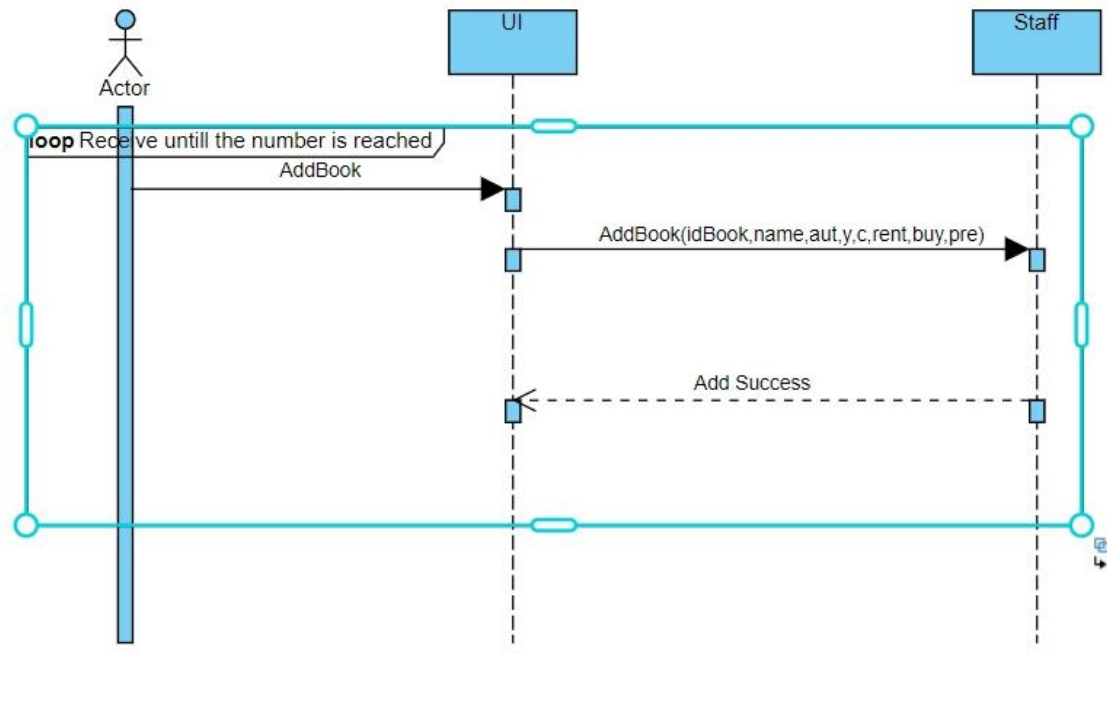 UI
Staff
Actor
loop Receive untill the number is reached
AddBook
AddBook(idBook,name,aut,y,c,rent,buy,pre)
Add Success